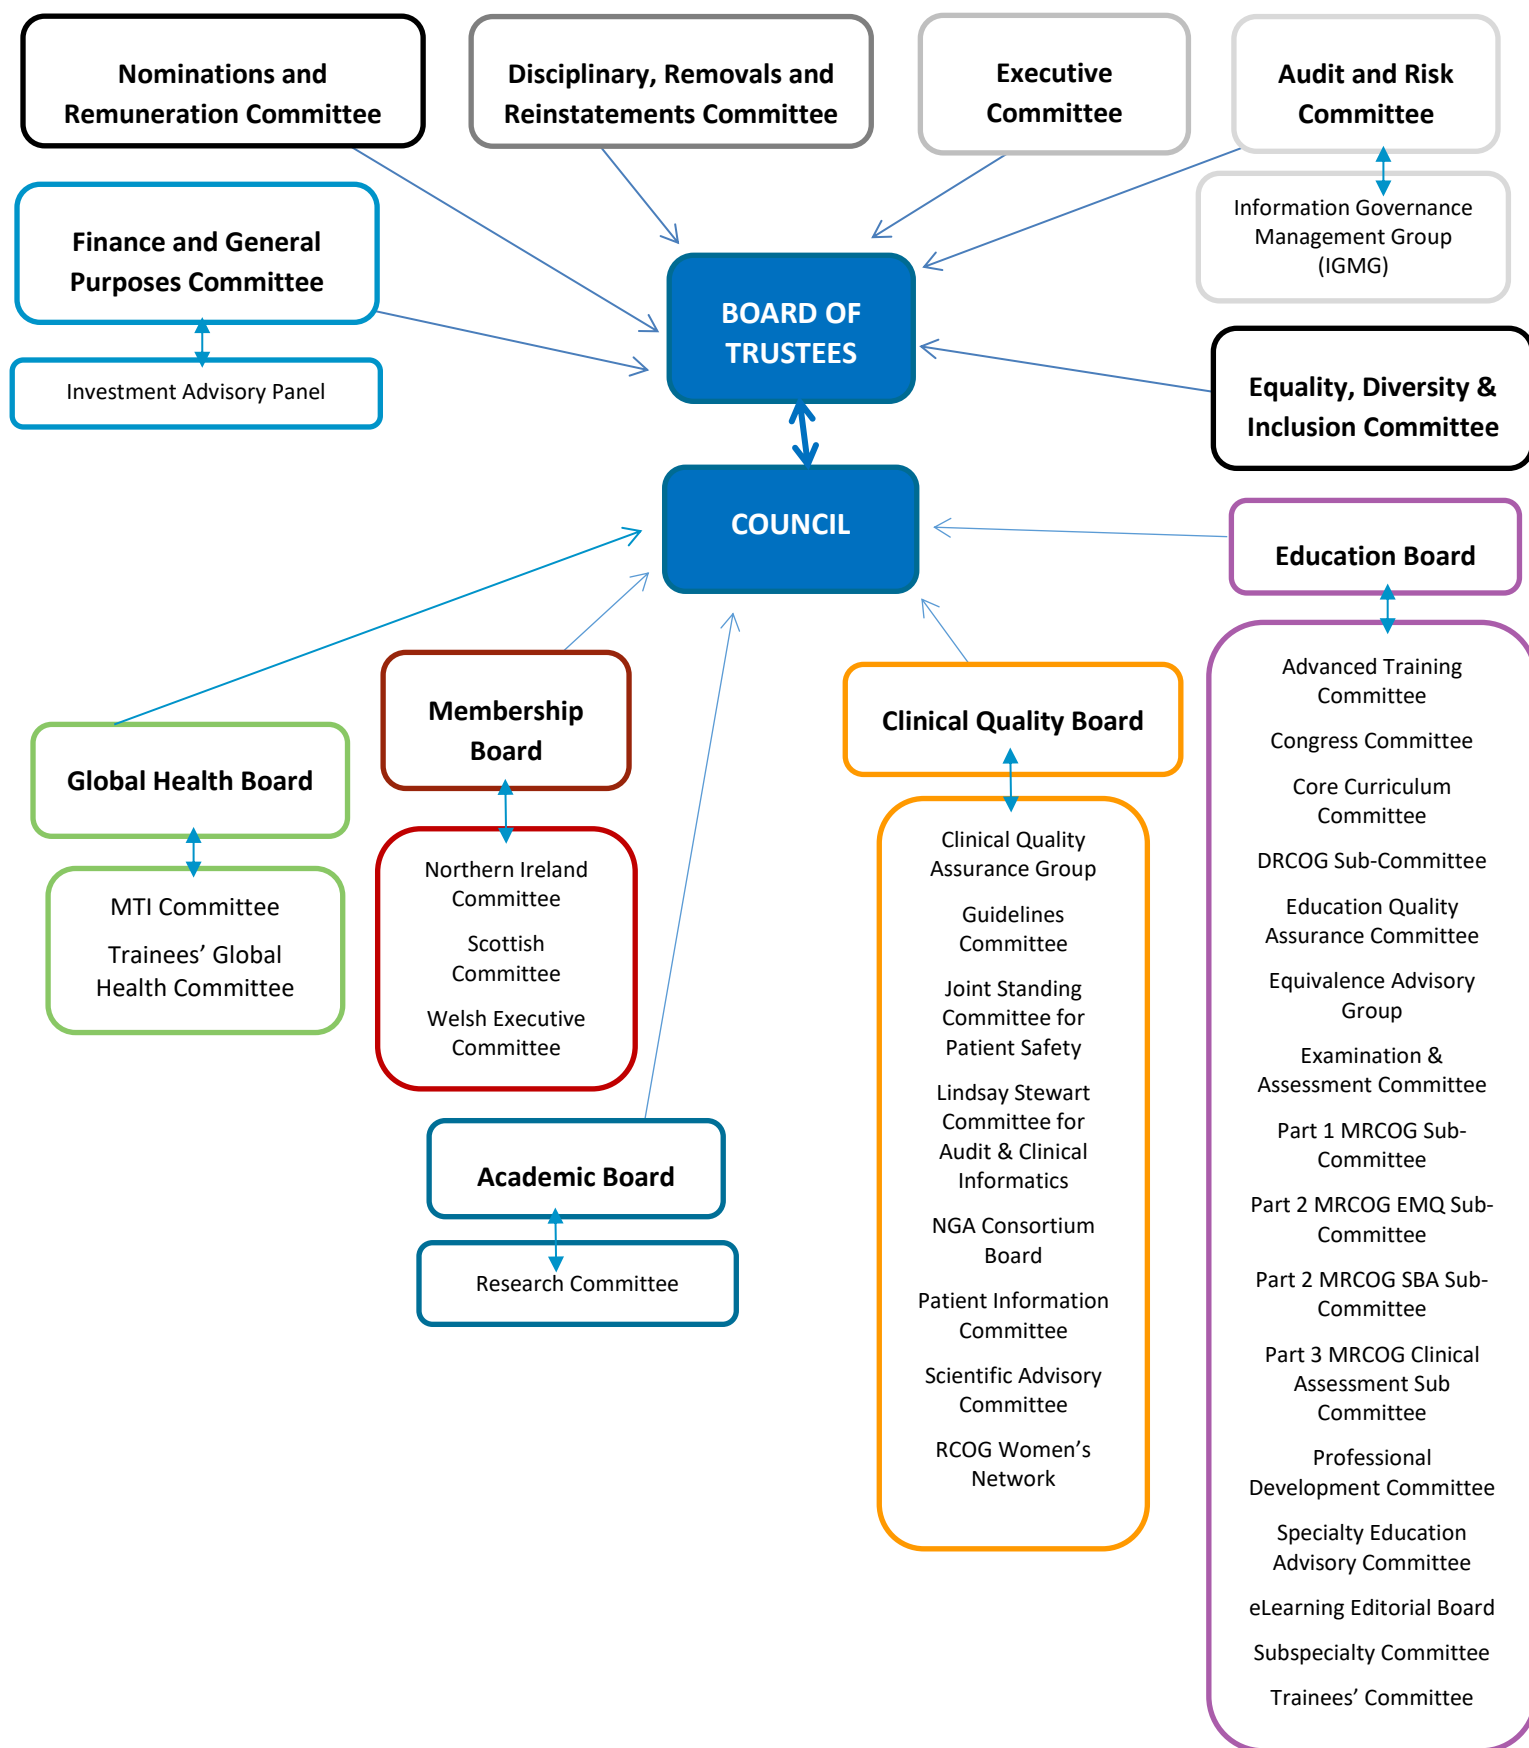 Nominations and
Remuneration Committee
Disciplinary, Removals and
Reinstatements Committee
Executive
Committee
Audit and Risk
Committee
Information Governance
Management Group
(IGMG)
Finance and General
Purposes Committee
Investment Advisory Panel
BOARD OF
TRUSTEES
Equality, Diversity &
Inclusion Committee
COUNCIL
Global Health Board
MTI Committee
Trainees’ Global
Health Committee
Membership
Board
Northern Ireland
Committee
Scottish
Committee
Welsh Executive
Committee
Academic Board
Research Committee
Clinical Quality Board
Clinical Quality
Assurance Group
Guidelines
Committee
Joint Standing
Committee for
Patient Safety
Lindsay Stewart
Committee for
Audit & Clinical
Informatics
NGA Consortium
Board
Patient Information
Committee
Scientific Advisory
Committee
RCOG Women’s
Network
Education Board
Advanced Training
Committee
Congress Committee
Core Curriculum
Committee
DRCOG Sub-Committee
Education Quality
Assurance Committee
Equivalence Advisory
Group
Examination &
Assessment Committee
Part 1 MRCOG Sub-
Committee
Part 2 MRCOG EMQ Sub-
Committee
Part 2 MRCOG SBA Sub-
Committee
Part 3 MRCOG Clinical
Assessment Sub
Committee
Professional
Development Committee
Specialty Education
Advisory Committee
eLearning Editorial Board
Subspecialty Committee
Trainees’ Committee